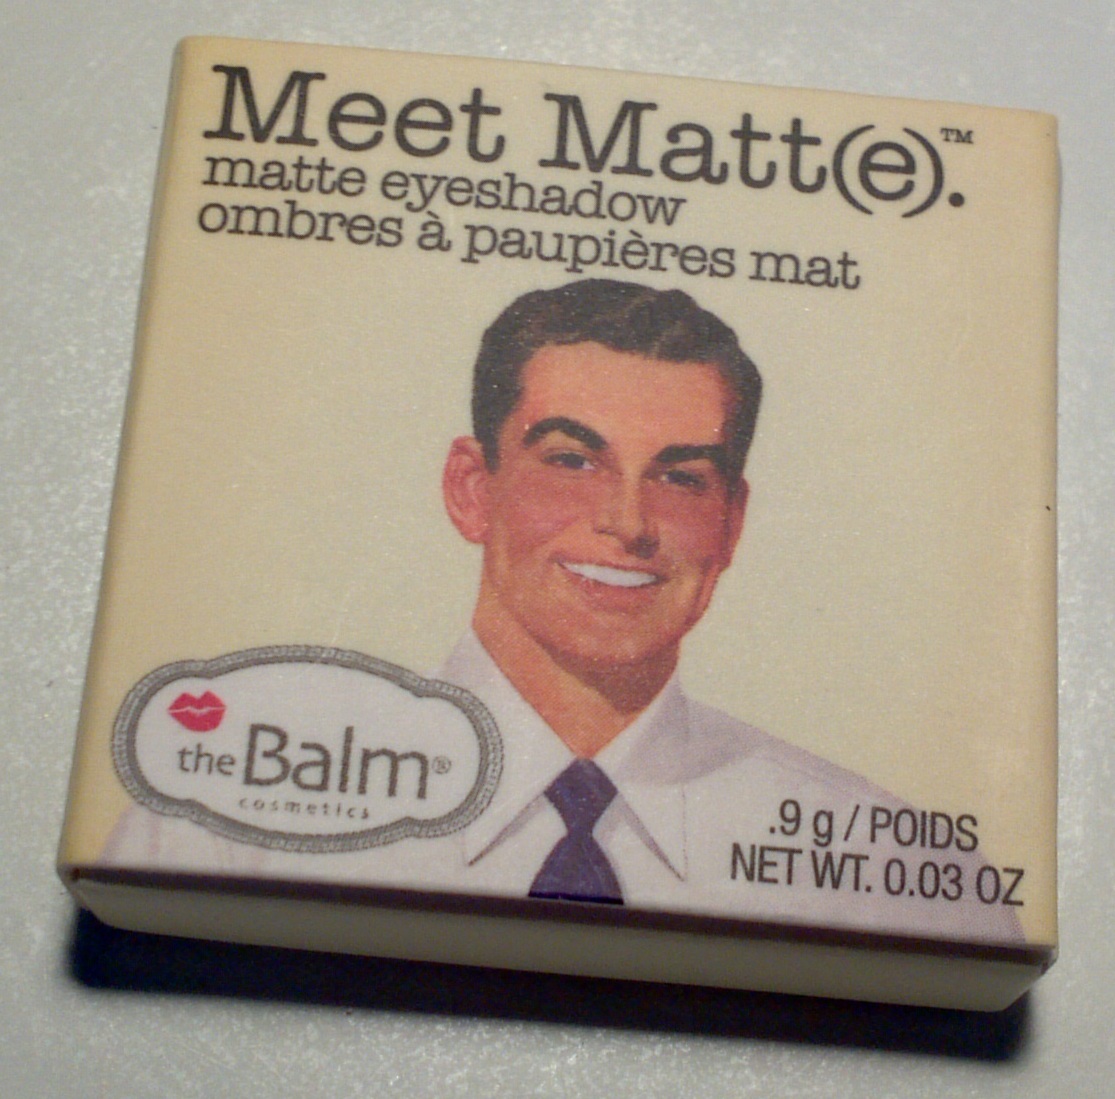 Meet Matt(e).™
matte eyeshadow
ombres à paupières mat
the Balm®
cosmetics
.9 g / POIDS
NET WT. 0.03 OZ